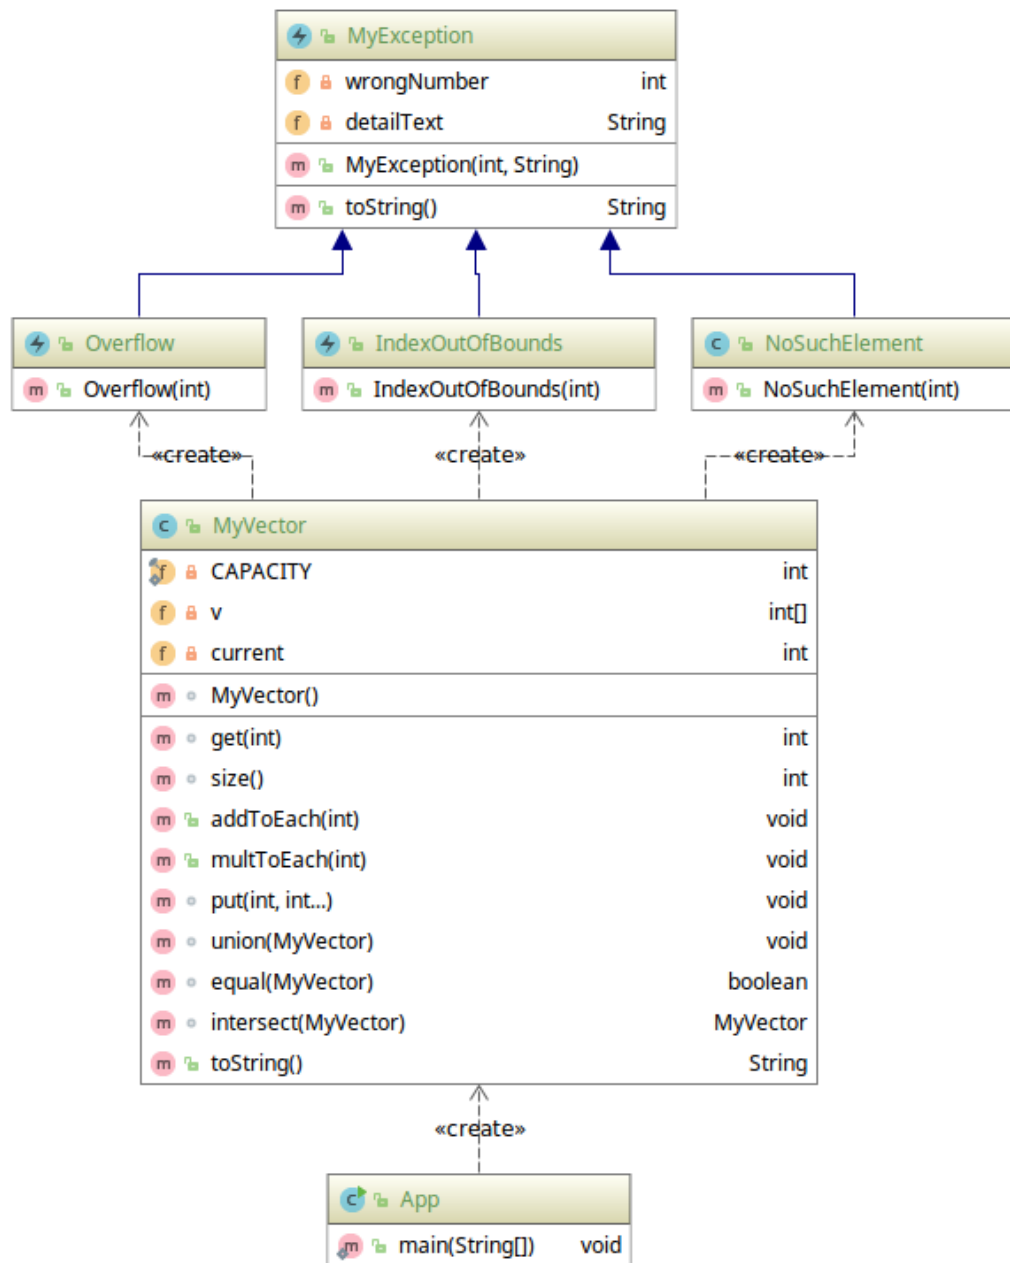 MyException
wrongNumber int
detailText String
MyException(int, String)
toString() String
Overflow IndexOutOfBounds NoSuchElement
Overflow(int) IndexOutOfBounds(int) NoSuchElement(int)
«create» «create» «create»
MyVector
CAPACITY int
v int[]
current int
MyVector()
get(int) int
size() int
addToEach(int) void
multToEach(int) void
put(int, int...) void
union(MyVector) void
equal(MyVector) boolean
intersect(MyVector) MyVector
toString() String
«create»
App
main(String[]) void